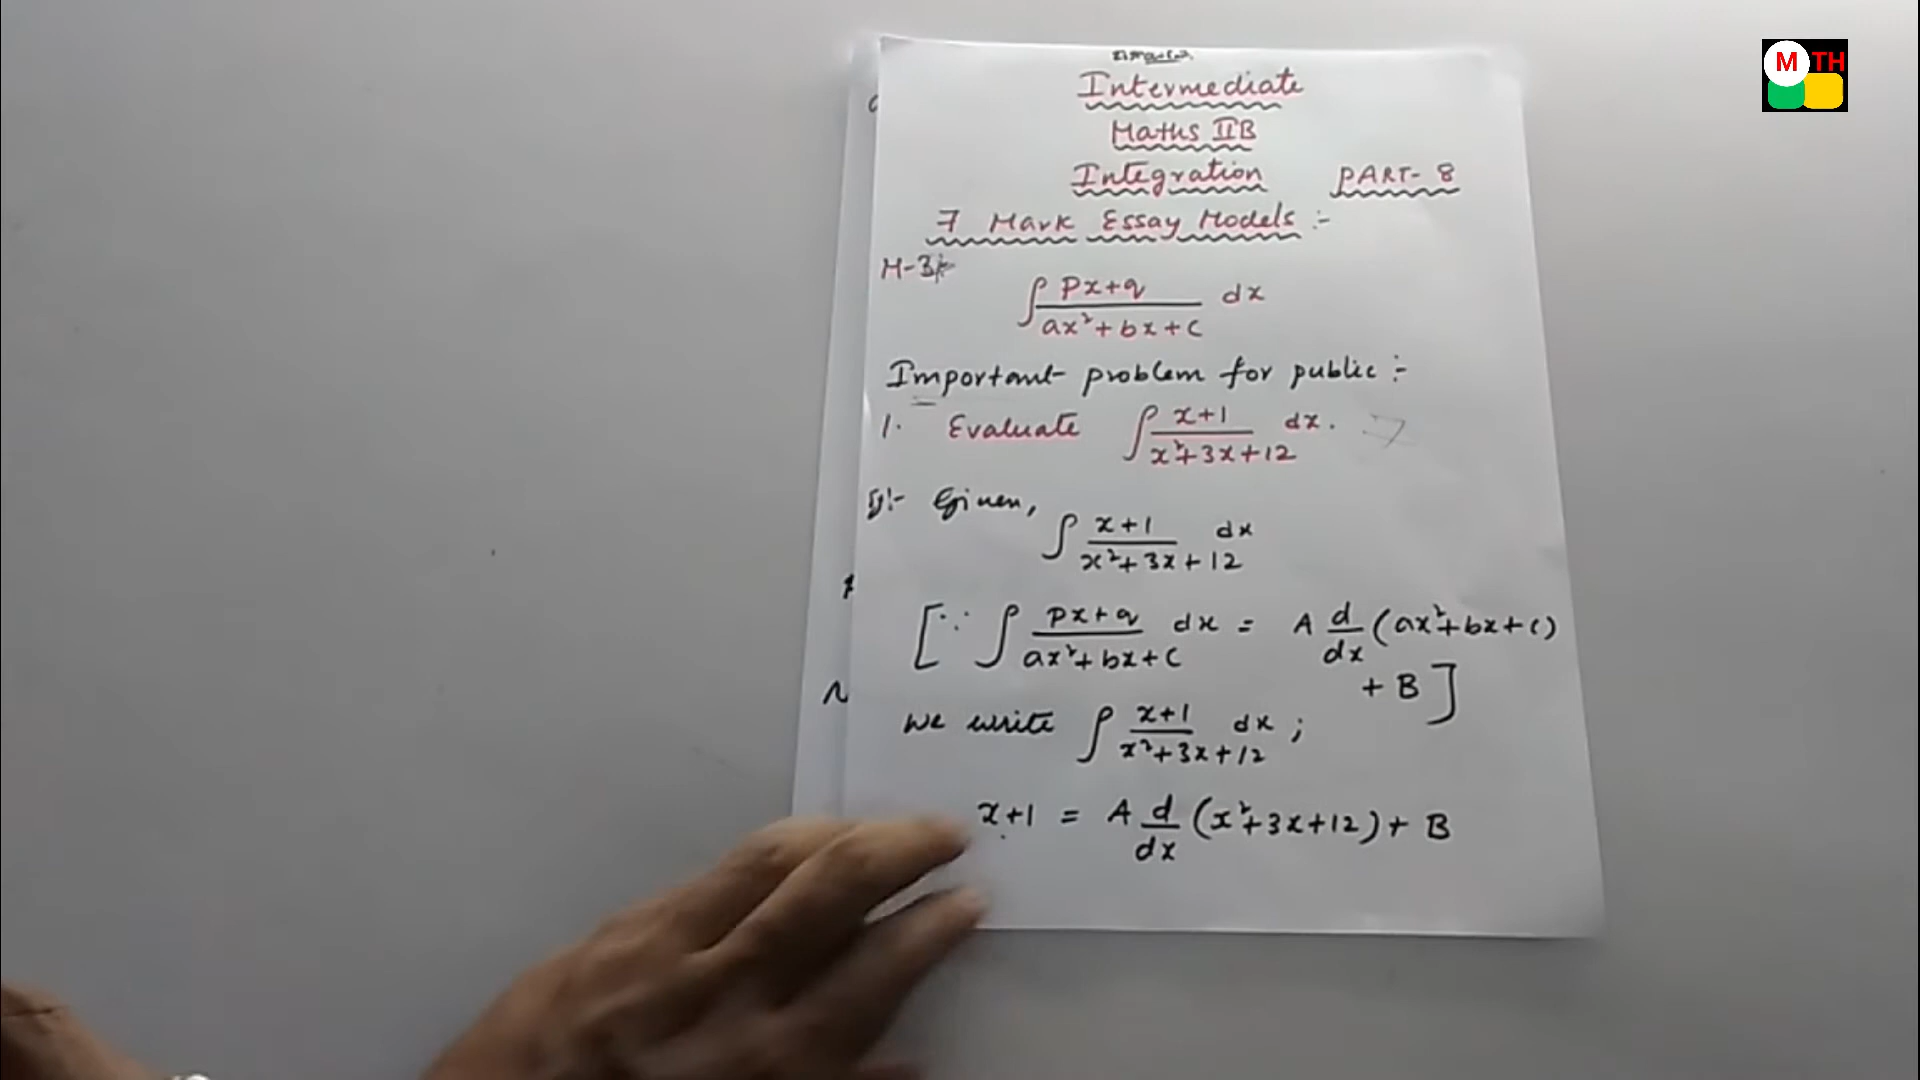 Intermediate
Maths IIB
Integration PART-8
7 Mark Essay Models :-
M-3:-
∫ px+q / ax²+bx+c dx
Important problem for public :-
1. Evaluate ∫ x+1 / x²+3x+12 dx.
Given,
∫ x+1 / x²+3x+12 dx
[∵ ∫ px+q / ax²+bx+c dx = A d/dx (ax²+bx+c)
+ B]
we write ∫ x+1 / x²+3x+12 dx ;
x+1 = A d/dx (x²+3x+12) + B
M TH